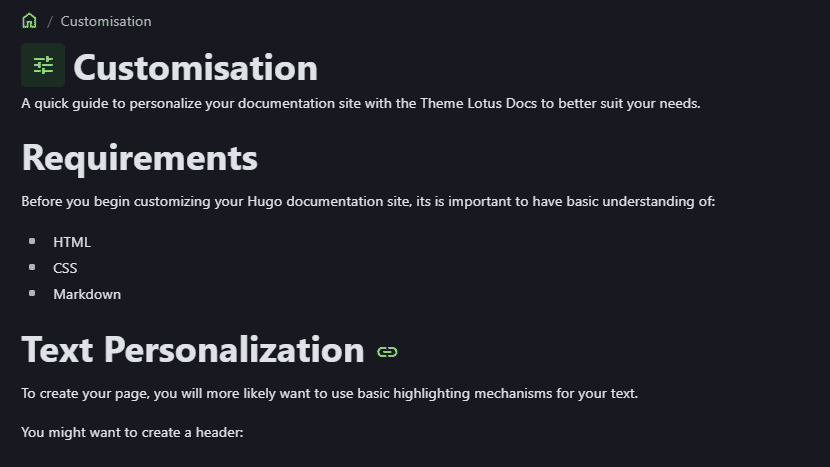 / Customisation
Customisation
A quick guide to personalize your documentation site with the Theme Lotus Docs to better suit your needs.
Requirements
Before you begin customizing your Hugo documentation site, its is important to have basic understanding of:
HTML
CSS
Markdown
Text Personalization
To create your page, you will more likely want to use basic highlighting mechanisms for your text.
You might want to create a header: